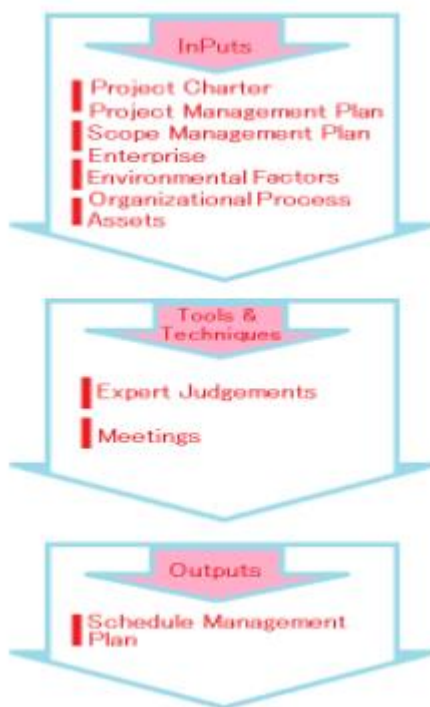 InPuts
Project Charter
Project Management Plan
Scope Management Plan
Enterprise
Environmental Factors
Organizational Process
Assets
Tools &
Techniques
Expert Judgements
Meetings
Outputs
Schedule Management
Plan